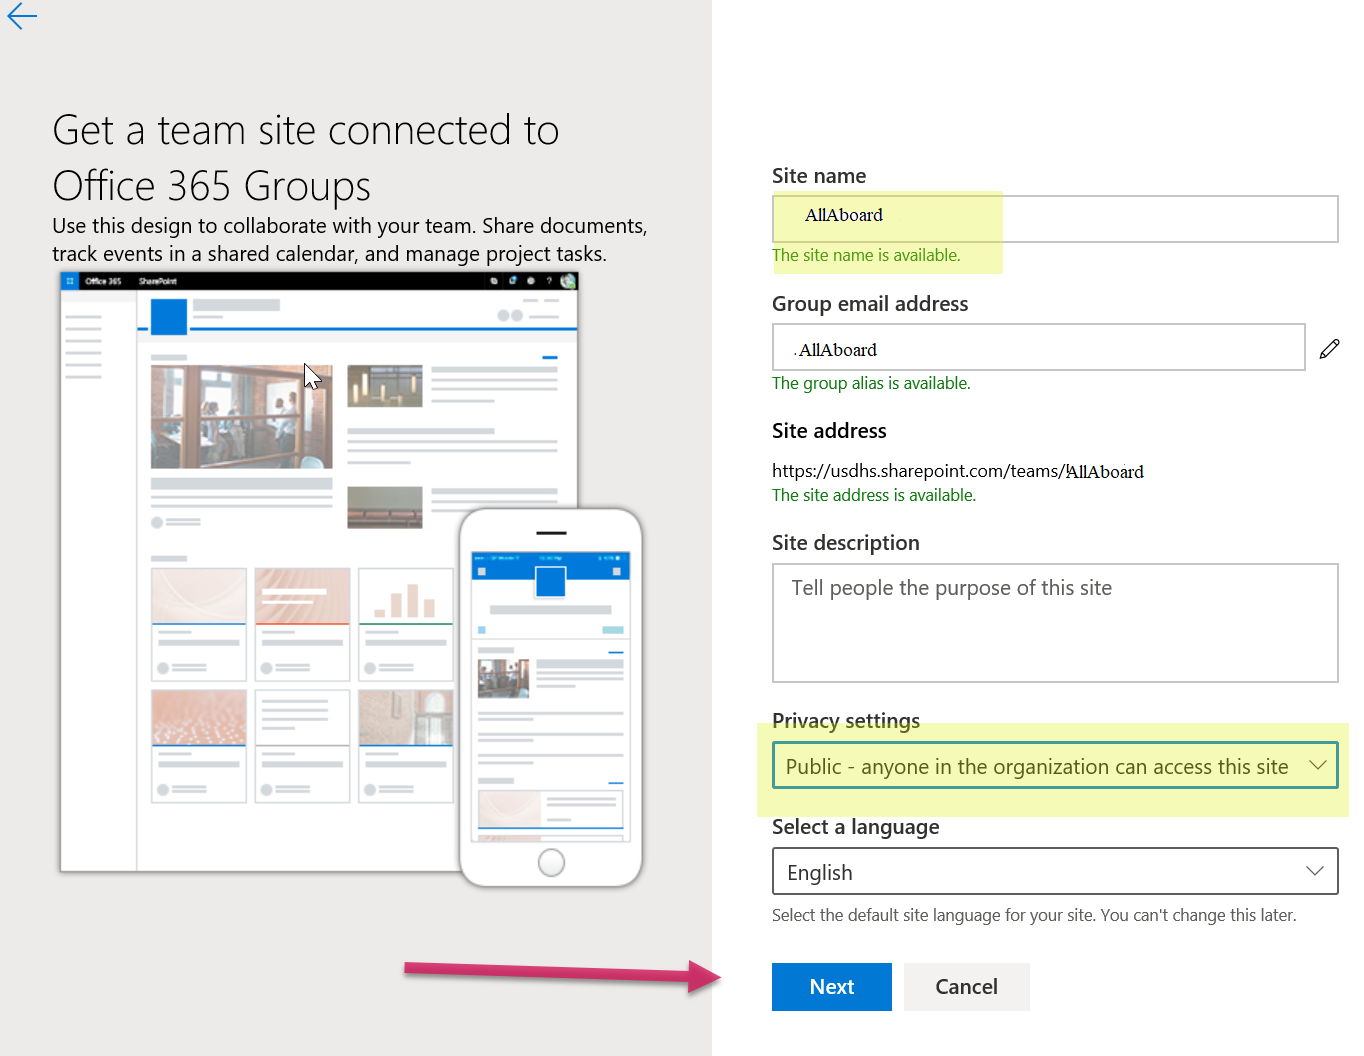 Get a team site connected to
Office 365 Groups
Use this design to collaborate with your team. Share documents,
track events in a shared calendar, and manage project tasks.
Office 365 SharePoint
?
Site name
AllAboard
The site name is available.
Group email address
.AllAboard
The group alias is available.
Site address
https://usdhs.sharepoint.com/teams/AllAboard
The site address is available.
Site description
Tell people the purpose of this site
Privacy settings
Public - anyone in the organization can access this site
Select a language
English
Select the default site language for your site. You can't change this later.
Next Cancel